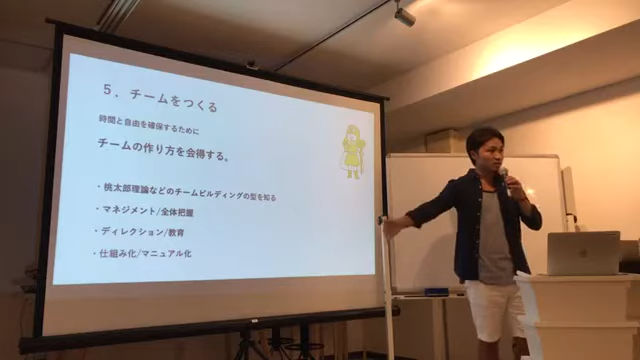 5. チームをつくる
時間と自由を確保するために
チームの作り方を会得する。
・桃太郎理論などのチームビルディングの型を知る
・マネジメント/全体把握
・ディレクション/教育
・仕組み化/マニュアル化